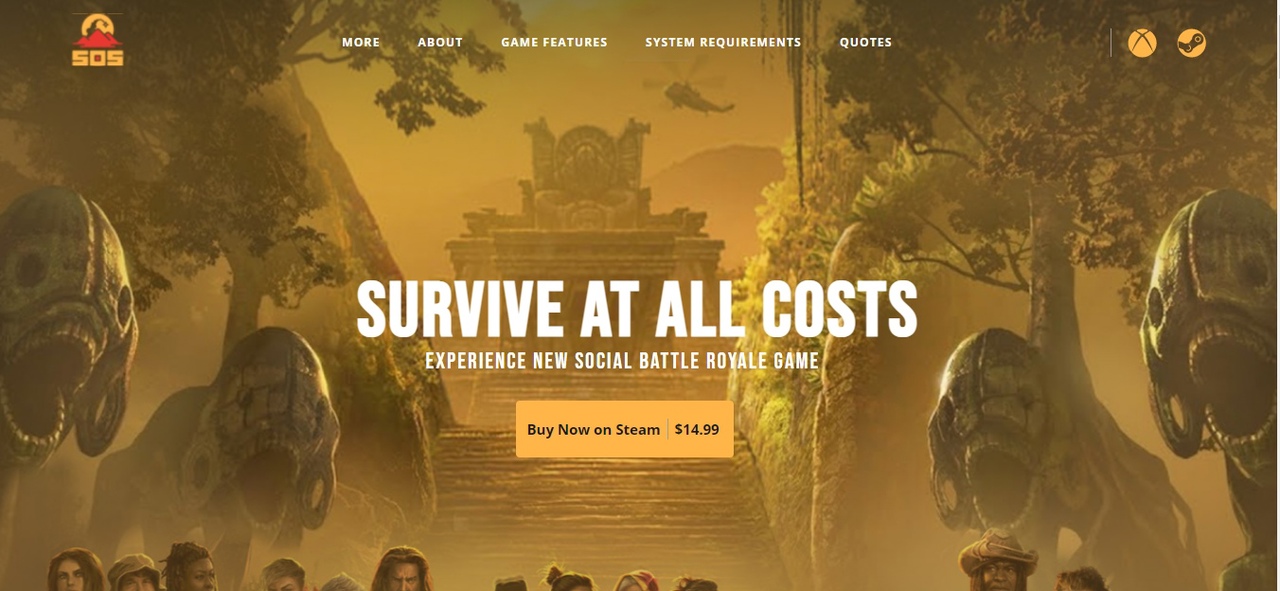 SOS
MORE ABOUT GAME FEATURES SYSTEM REQUIREMENTS QUOTES
SURVIVE AT ALL COSTS
EXPERIENCE NEW SOCIAL BATTLE ROYALE GAME
Buy Now on Steam $14.99